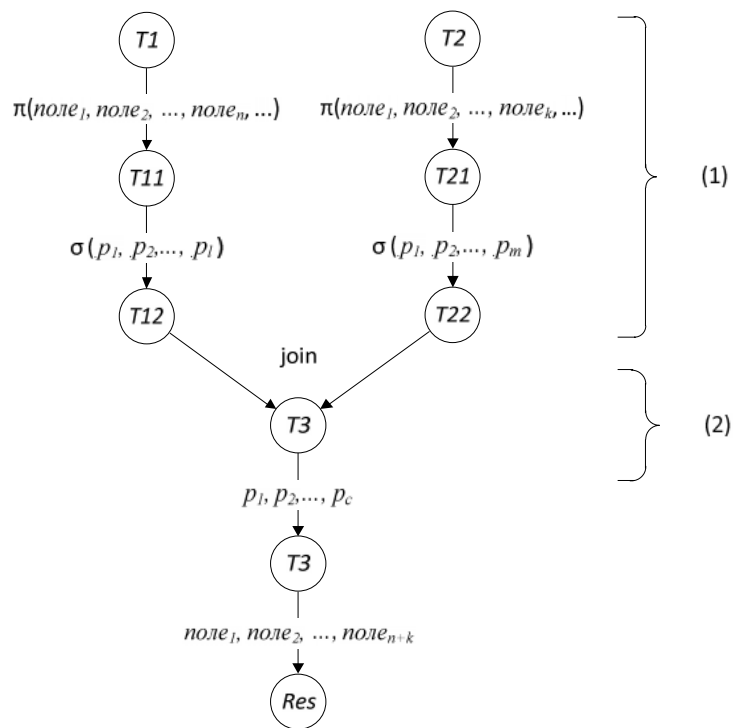 T1 T2
π(поле1, поле2, ..., полеn, ...) π(поле1, поле2, ..., полеk, ...)
T11 T21 (1)
σ(p1, p2,..., pl) σ(p1, p2,..., pm)
T12 T22
join
T3 (2)
p1, p2,..., pc
T3
поле1, поле2, ..., полеn+k
Res